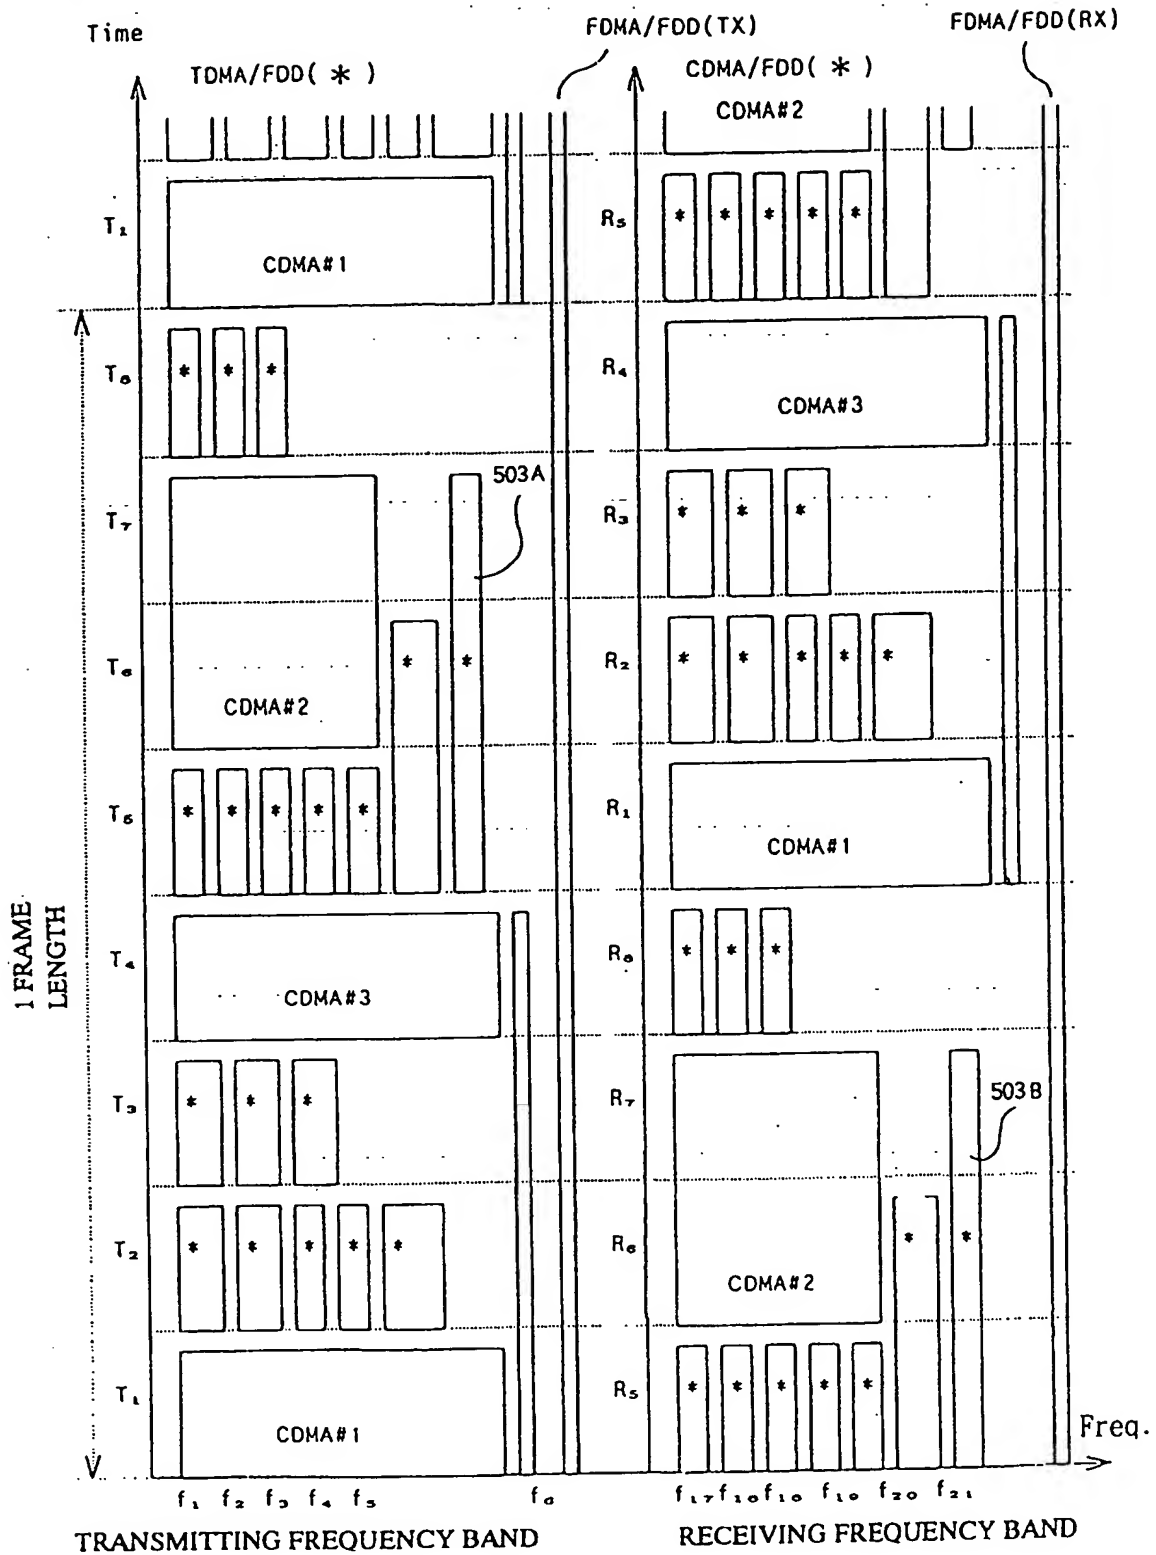 Time
FDMA/FDD(TX)
FDMA/FDD(RX)
TDMA/FDD( * )
CDMA/FDD( * )
CDMA#2
T₁
CDMA#1
R₅
* * * * *
T₈
* * *
R₄
CDMA#3
503A
T₇
R₃
* * *
T₆
CDMA#2
* *
R₂
* * * * *
T₅
* * * * *
R₁
CDMA#1
1 FRAME
LENGTH
T₄
CDMA#3
R₈
* * *
T₃
* * *
R₇
503B
T₂
* * * * *
R₆
CDMA#2
* *
T₁
CDMA#1
R₅
* * * * *
Freq.
f₁ f₂ f₃ f₄ f₅ f₆
f₁₇ f₁₈ f₁₉ f₂₀ f₂₁
TRANSMITTING FREQUENCY BAND
RECEIVING FREQUENCY BAND